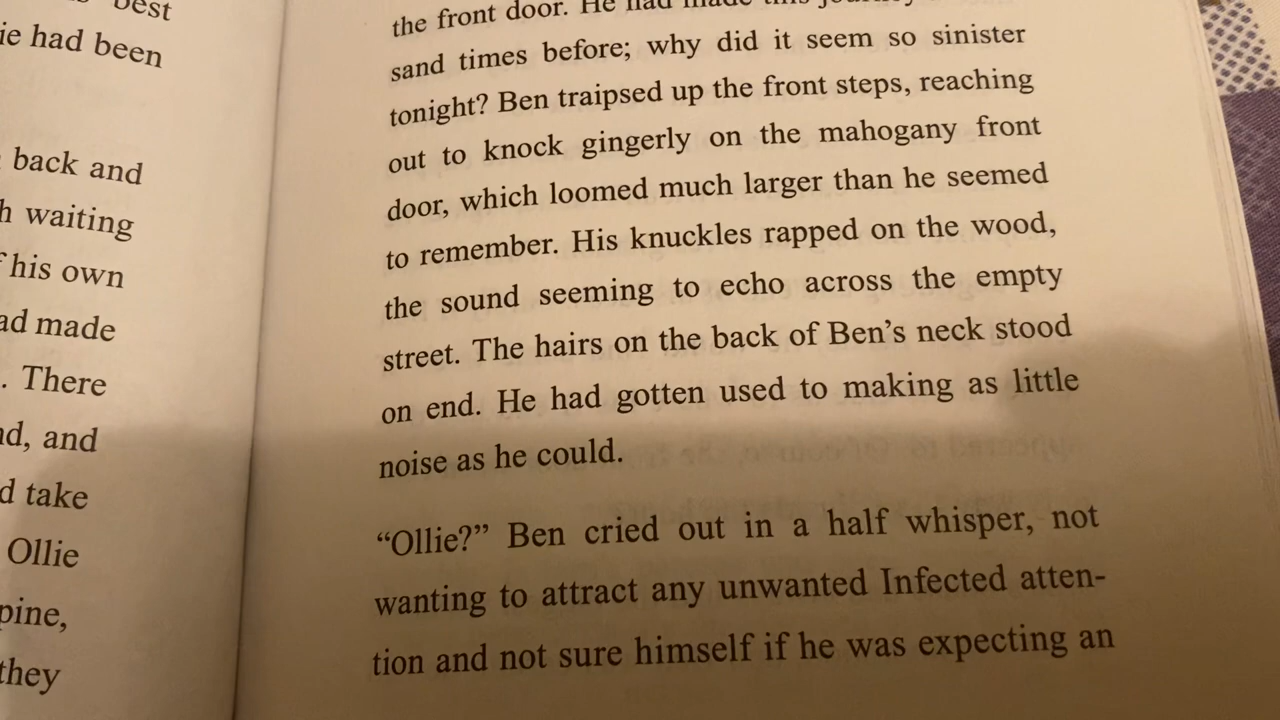 best
ie had been
back and
h waiting
his own
ad made
. There
nd, and
d take
Ollie
pine,
they
the front door. He had made this
sand times before; why did it seem so sinister
tonight? Ben traipsed up the front steps, reaching
out to knock gingerly on the mahogany front
door, which loomed much larger than he seemed
to remember. His knuckles rapped on the wood,
the sound seeming to echo across the empty
street. The hairs on the back of Ben’s neck stood
on end. He had gotten used to making as little
noise as he could.
“Ollie?” Ben cried out in a half whisper, not
wanting to attract any unwanted Infected atten-
tion and not sure himself if he was expecting an